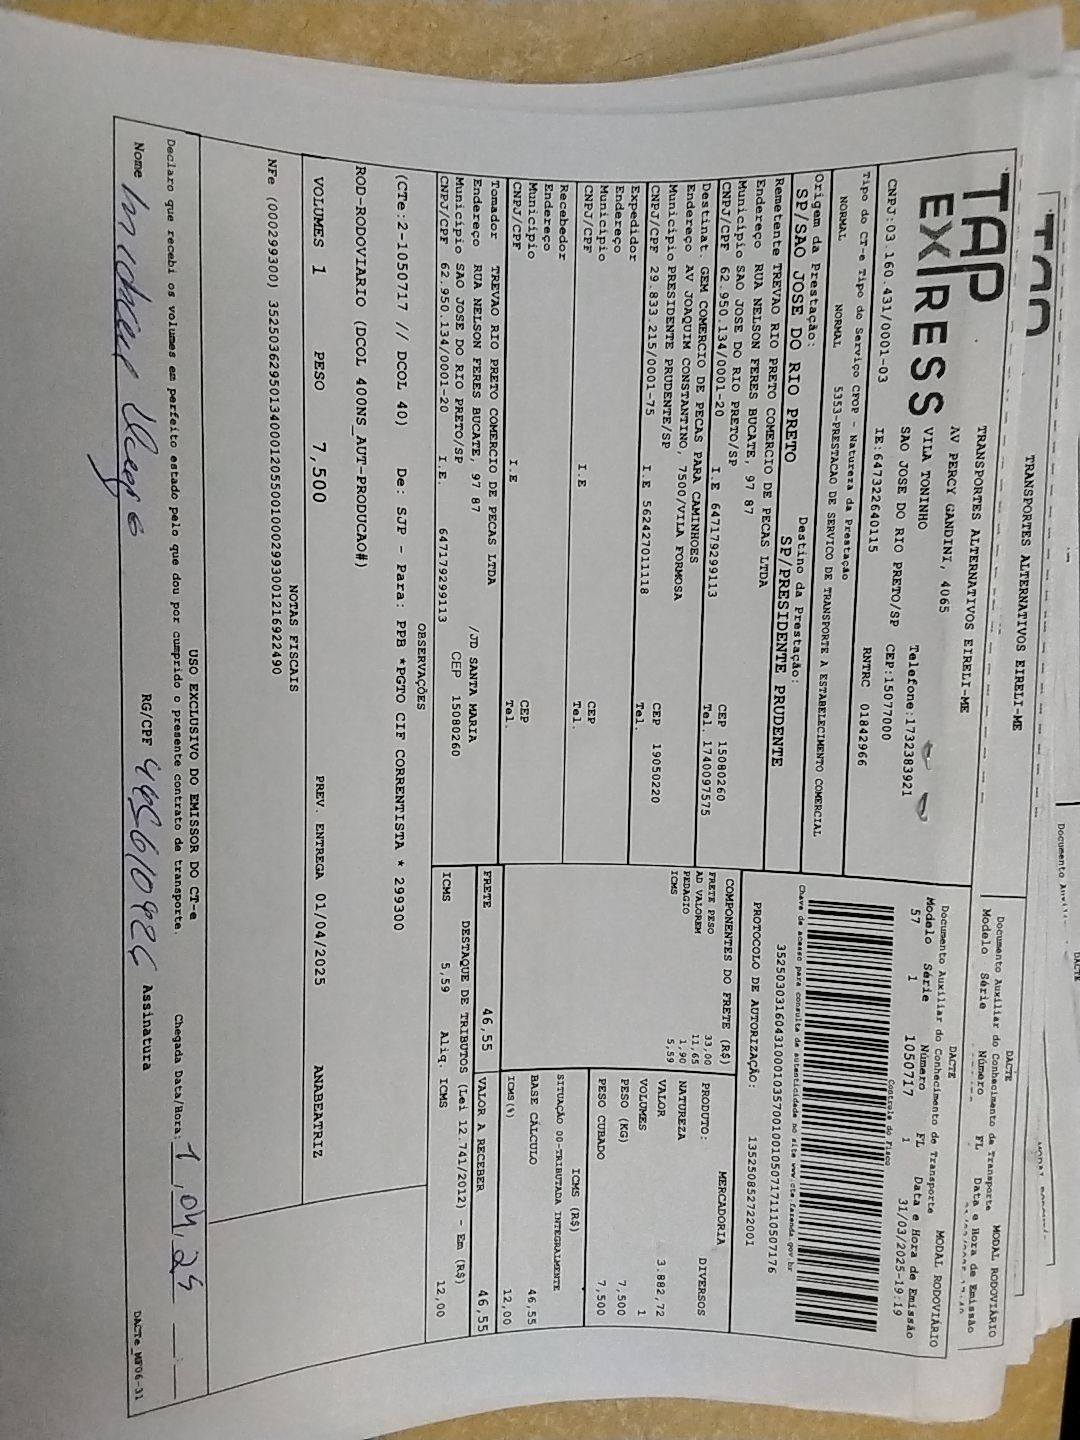 TRANSPORTES ALTERNATIVOS EIRELI-ME
DACTE
Documento Auxiliar do Conhecimento de Transporte
MODAL RODOVIÁRIO
Modelo Série Número FL Data e Hora de Emissão
TAP EXPRESS
TRANSPORTES ALTERNATIVOS EIRELI-ME
AV PERCY GANDINI, 4065
VILA TONINHO Telefone:1732383921
SAO JOSE DO RIO PRETO/SP CEP:15077000
CNPJ:03.160.431/0001-03 IE:647322640115 RNTRC 01842966
DACTE
Documento Auxiliar do Conhecimento de Transporte MODAL RODOVIÁRIO
Modelo Série Número FL Data e Hora de Emissão
57 1 1050717 1 31/03/2025-19:19
Controle do Fisco
Chave de acesso para consulta de autenticidade no site www.cte.fazenda.gov.br
35250303160431000103570010010507171110507176
PROTOCOLO DE AUTORIZAÇÃO: 135250852722001
Tipo do CT-e Tipo do Serviço CFOP - Natureza da Prestação
NORMAL NORMAL 5353-PRESTACAO DE SERVICO DE TRANSPORTE A ESTABELECIMENTO COMERCIAL
Origem da Prestação: Destino da Prestação:
SP/SAO JOSE DO RIO PRETO SP/PRESIDENTE PRUDENTE
Remetente TREVAO RIO PRETO COMERCIO DE PECAS LTDA
Endereço RUA NELSON FERES BUCATE, 97 87
Município SAO JOSE DO RIO PRETO/SP CEP 15080260
CNPJ/CPF 62.950.134/0001-20 I.E 647179299113 Tel. 1740097575
Destinat. GEM COMERCIO DE PECAS PARA CAMINHOES
Endereço AV JOAQUIM CONSTANTINO, 7500/VILA FORMOSA
Município PRESIDENTE PRUDENTE/SP CEP 19050220
CNPJ/CPF 29.833.215/0001-75 I.E 562427011118 Tel.
Expedidor
Endereço
Município CEP
CNPJ/CPF I.E Tel.
Recebedor
Endereço
Município CEP
CNPJ/CPF I.E Tel.
Tomador TREVAO RIO PRETO COMERCIO DE PECAS LTDA
Endereço RUA NELSON FERES BUCATE, 97 87 /JD SANTA MARIA
Município SAO JOSE DO RIO PRETO/SP CEP 15080260
CNPJ/CPF 62.950.134/0001-20 I.E. 647179299113
COMPONENTES DO FRETE (R$)
FRETE PESO 33,00
AD VALOREM 11,65
PEDAGIO 1,90
ICMS 5,59
MERCADORIA
PRODUTO: DIVERSOS
NATUREZA
VALOR 3.882,72
VOLUMES 1
PESO (KG) 7,500
PESO CUBADO 7,500
ICMS (R$)
SITUAÇÃO 00-TRIBUTADA INTEGRALMENTE
BASE CÁLCULO 46,55
ICMS(%) 12,00
FRETE 46,55 VALOR A RECEBER 46,55
DESTAQUE DE TRIBUTOS (Lei 12.741/2012) - Em (R$)
ICMS 5,59 Aliq. ICMS 12,00
OBSERVAÇÕES
(CTe:2-1050717 // DCOL 40) De: SJP - Para: PPB *PGTO CIF CORRENTISTA * 299300
ROD-RODOVIARIO (DCOL 400NS_AUT-PRODUCAO#)
VOLUMES 1 PESO 7,500 PREV. ENTREGA 01/04/2025 ANABEATRIZ
NOTAS FISCAIS
NFe (000299300) 35250362950134000120550010002993001216922490
USO EXCLUSIVO DO EMISSOR DO CT-e
Declaro que recebi os volumes em perfeito estado pelo que dou por cumprido o presente contrato de transporte.
Chegada Data/Hora: 1,04,25
Nome RG/CPF Assinatura
DACTe_MF06-31